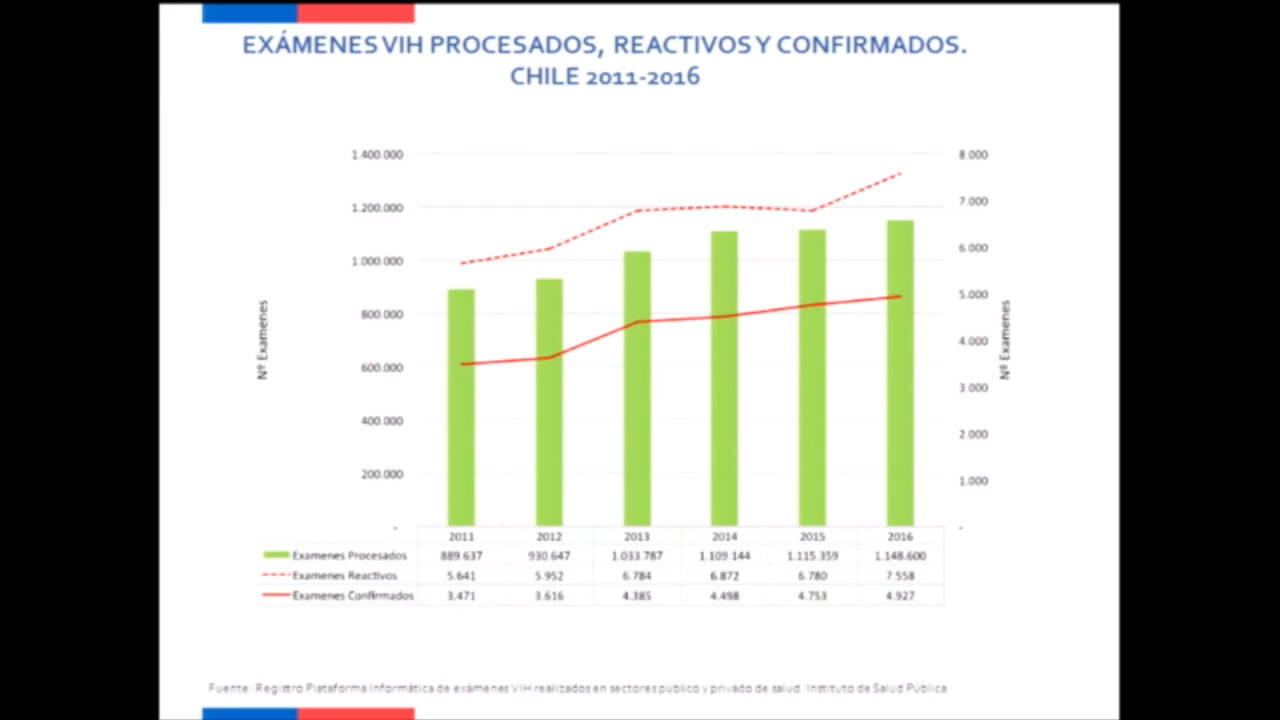 EXÁMENES VIH PROCESADOS, REACTIVOS Y CONFIRMADOS.
CHILE 2011-2016
1.400.000
1.200.000
1.000.000
800.000
600.000
400.000
200.000
-
Nº Examenes
8.000
7.000
6.000
5.000
4.000
3.000
2.000
1.000
-
Nº Examenes
2011 2012 2013 2014 2015 2016
Examenes Procesados 889.637 930.647 1.033.787 1.109.144 1.115.359 1.148.600
Examenes Reactivos 5.641 5.952 6.784 6.872 6.780 7.558
Examenes Confirmados 3.471 3.616 4.385 4.498 4.753 4.927
Fuente: Registro Plataforma Informática de exámenes VIH realizados en sectores público y privado de salud. Instituto de Salud Pública